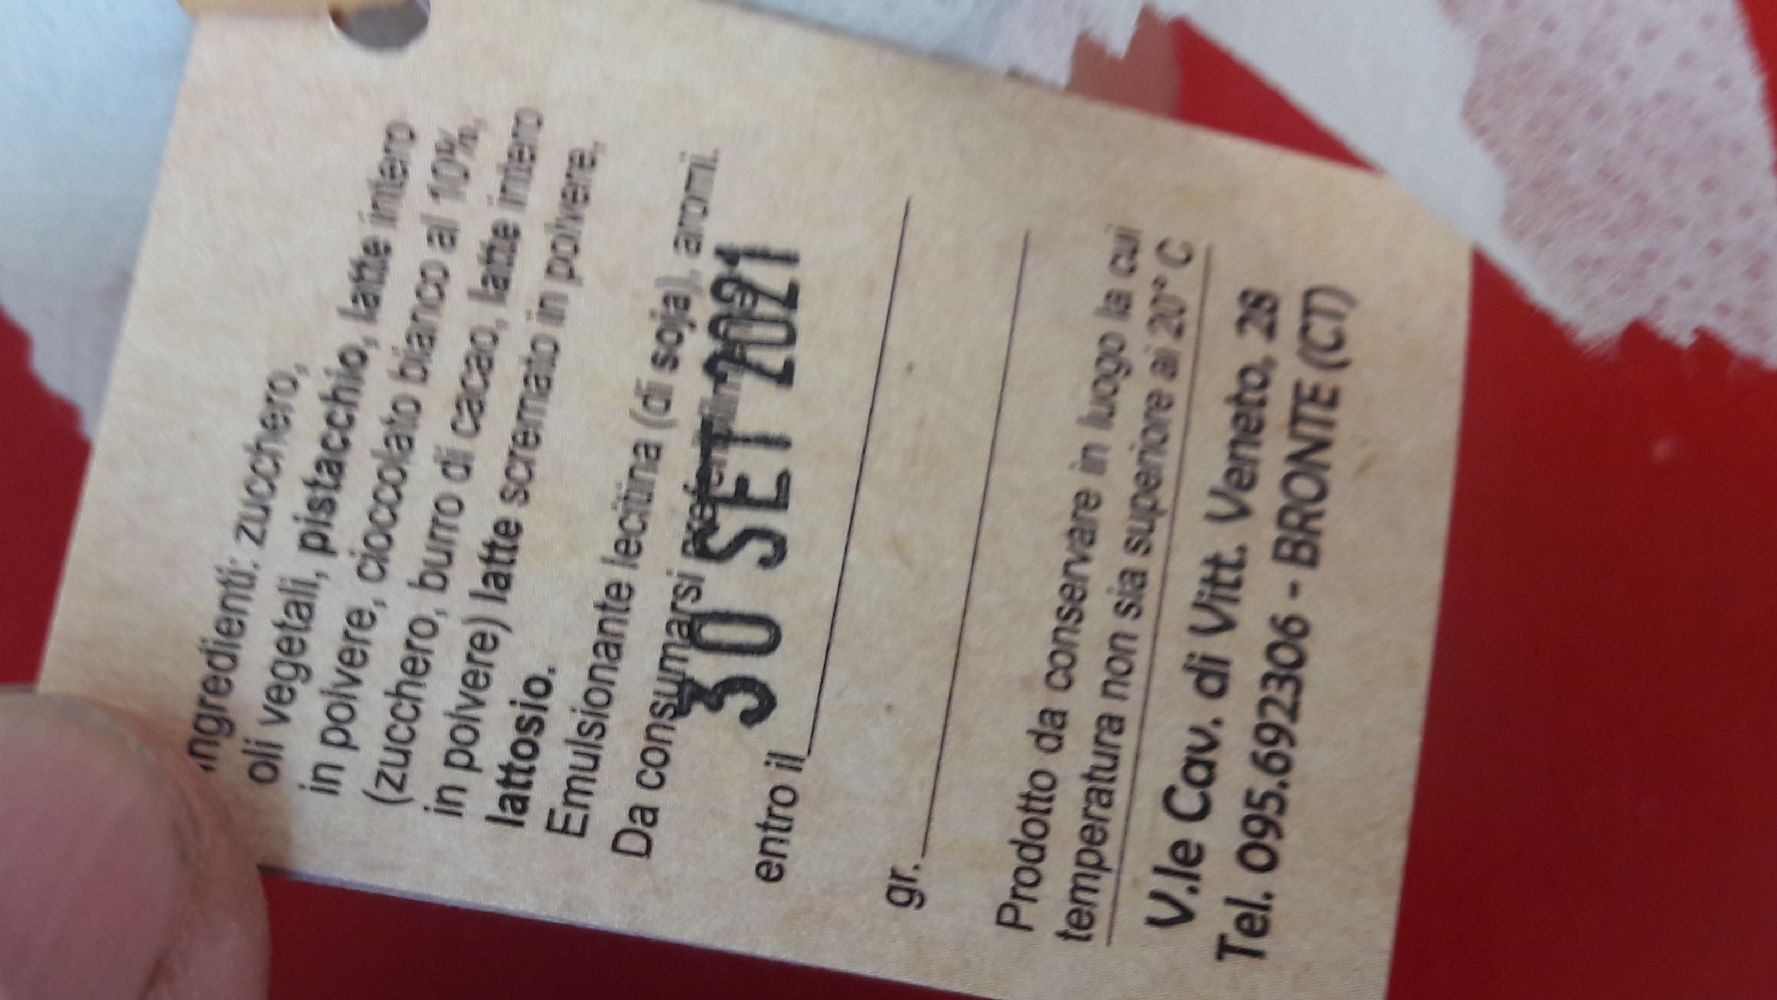 Ingredienti: zucchero,
oli vegetali, pistacchio, latte intero
in polvere, cioccolato bianco al 10%,
(zucchero, burro di cacao, latte intero
in polvere) latte scremato in polvere,
lattosio.
Emulsionante lecitina (di soja), aromi.
Da consumarsi preferibilmente
30 SET 2021
entro il
gr.
Prodotto da conservare in luogo la cui
temperatura non sia superiore ai 20° C
V.le Cav. di Vitt. Veneto, 28
Tel. 095.692306 - BRONTE (CT)